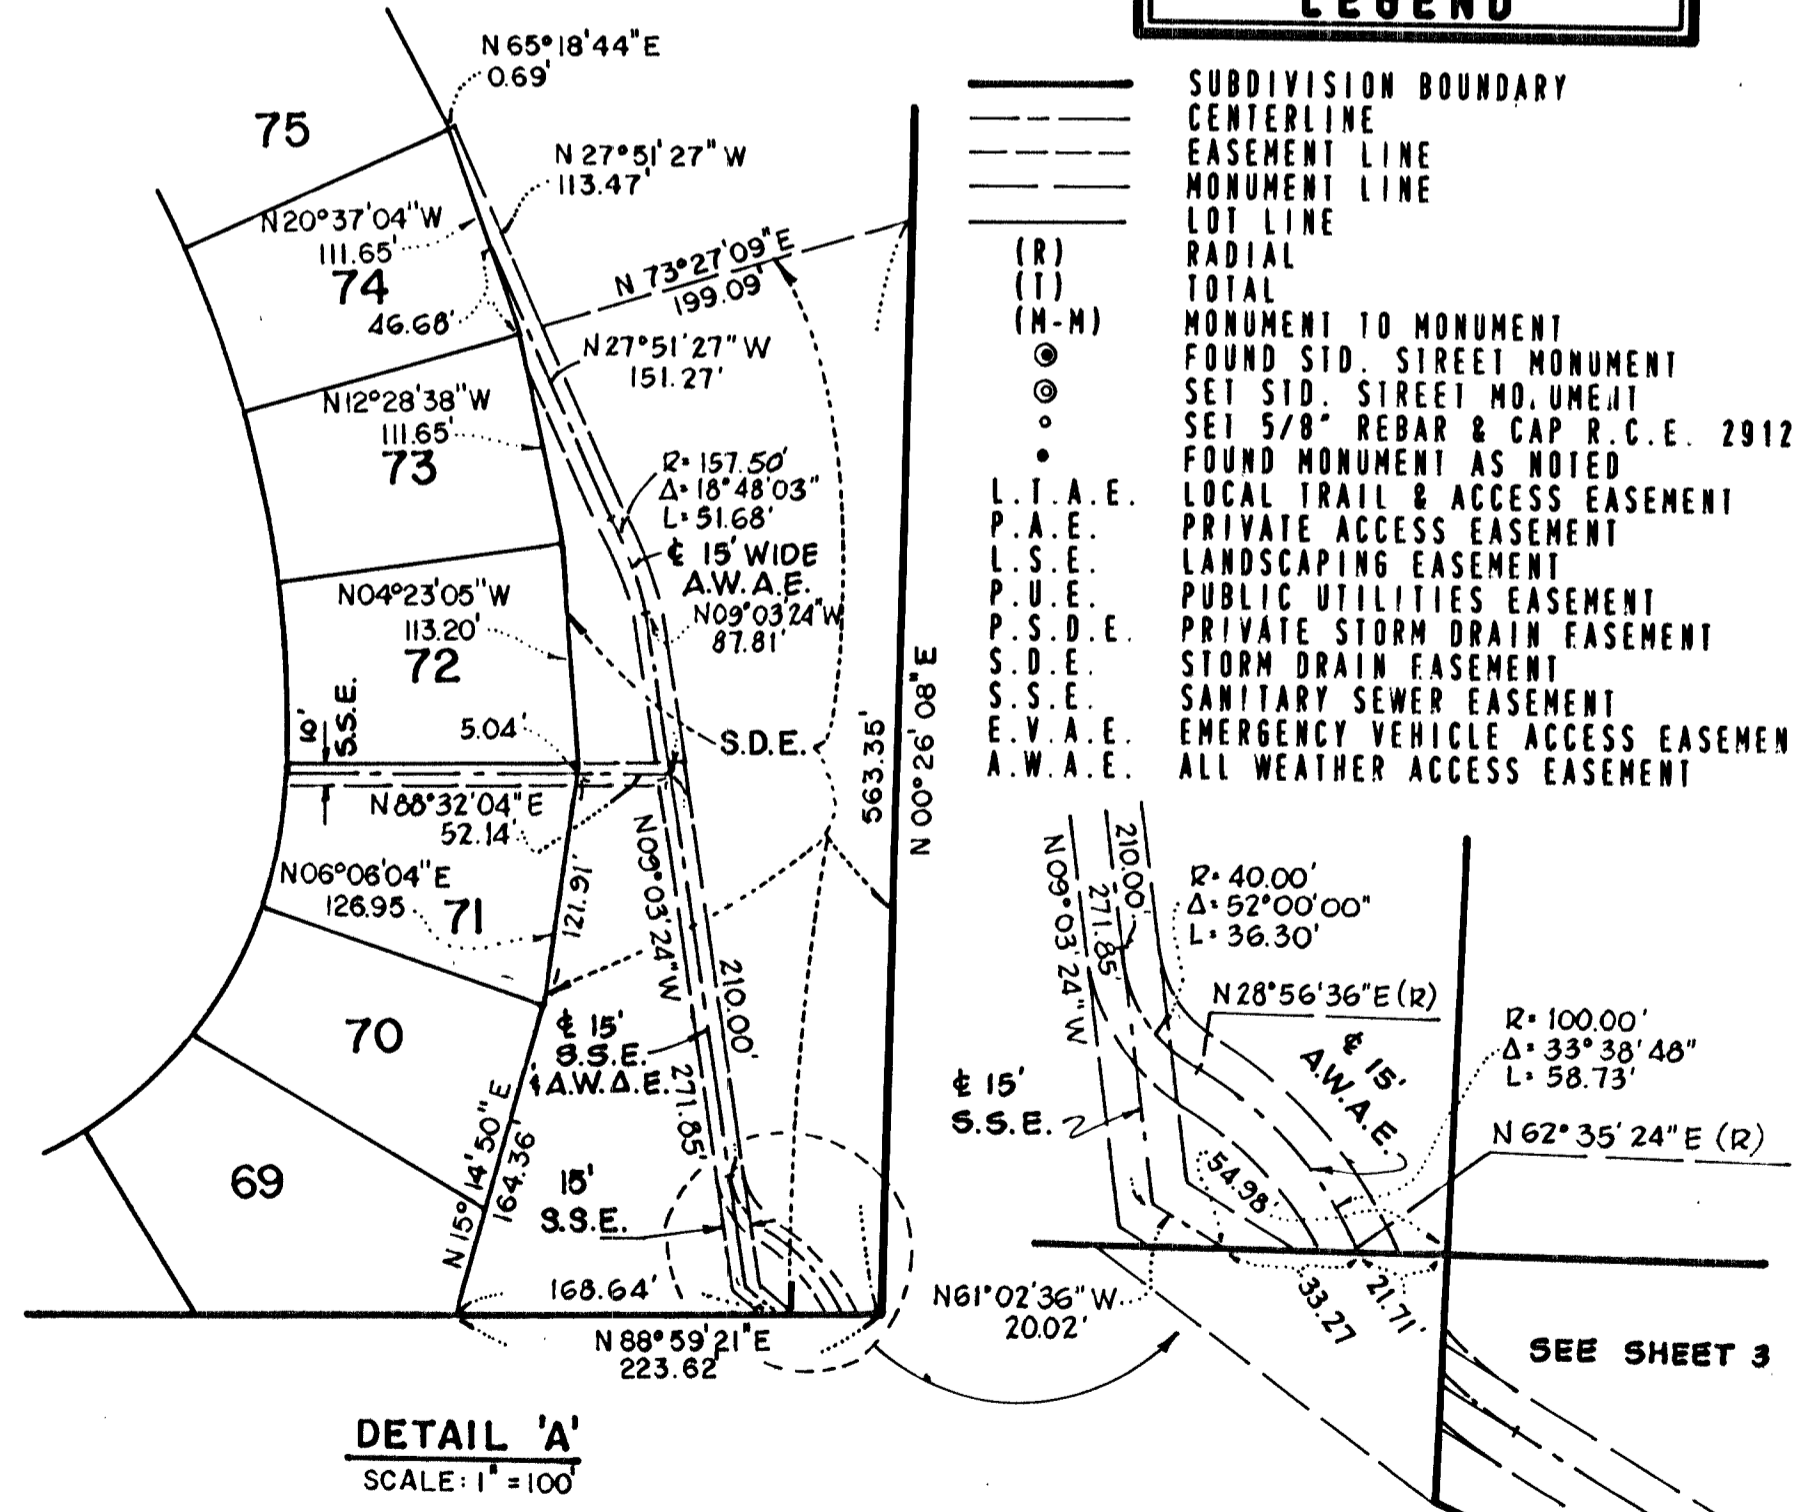 LEGEND
SUBDIVISION BOUNDARY
CENTERLINE
EASEMENT LINE
MONUMENT LINE
LOT LINE
(R) RADIAL
(T) TOTAL
(M-M) MONUMENT TO MONUMENT
FOUND STD. STREET MONUMENT
SET STD. STREET MO.UMENT
SET 5/8" REBAR & CAP R.C.E. 2912
FOUND MONUMENT AS NOTED
L.T.A.E. LOCAL TRAIL & ACCESS EASEMENT
P.A.E. PRIVATE ACCESS EASEMENT
L.S.E. LANDSCAPING EASEMENT
P.U.E. PUBLIC UTILITIES EASEMENT
P.S.D.E. PRIVATE STORM DRAIN EASEMENT
S.D.E. STORM DRAIN EASEMENT
S.S.E. SANITARY SEWER EASEMENT
E.V.A.E. EMERGENCY VEHICLE ACCESS EASEMEN
A.W.A.E. ALL WEATHER ACCESS EASEMENT
N 65°18'44" E
0.69'
75
N 27°51'27" W
113.47'
N20°37'04"W
111.65'
74
46.68'
N 73°27'09"E
199.09'
N27°51'27" W
151.27'
N12°28'38"W
111.65'
73
R= 157.50'
Δ= 18°48'03"
L= 51.68'
℄ 15' WIDE
A.W.A.E.
N09°03'24"W
87.81'
N04°23'05"W
113.20'
72
10'
S.S.E.
5.04'
S.D.E.
563.35'
N 00°26'08" E
N88°32'04"E
52.14'
N06°06'04"E
126.95
71
121.91'
N09°03'24"W
210.00'
271.85'
70
℄ 15'
S.S.E.
& A.W.A.E.
N 15°14'50" E
164.36'
69
15'
S.S.E.
168.64'
N 88°59'21"E
223.62'
DETAIL 'A'
SCALE: 1" = 100'
N09°03'24"W
271.85'
210.00'
R= 40.00'
Δ= 52°00'00"
L= 36.30'
N28°56'36"E (R)
℄ 15'
A.W.A.E.
R= 100.00'
Δ= 33°38'48"
L= 58.73'
N 62°35'24" E (R)
℄ 15'
S.S.E.
54.98'
33.27
21.71'
N61°02'36"W
20.02'
SEE SHEET 3